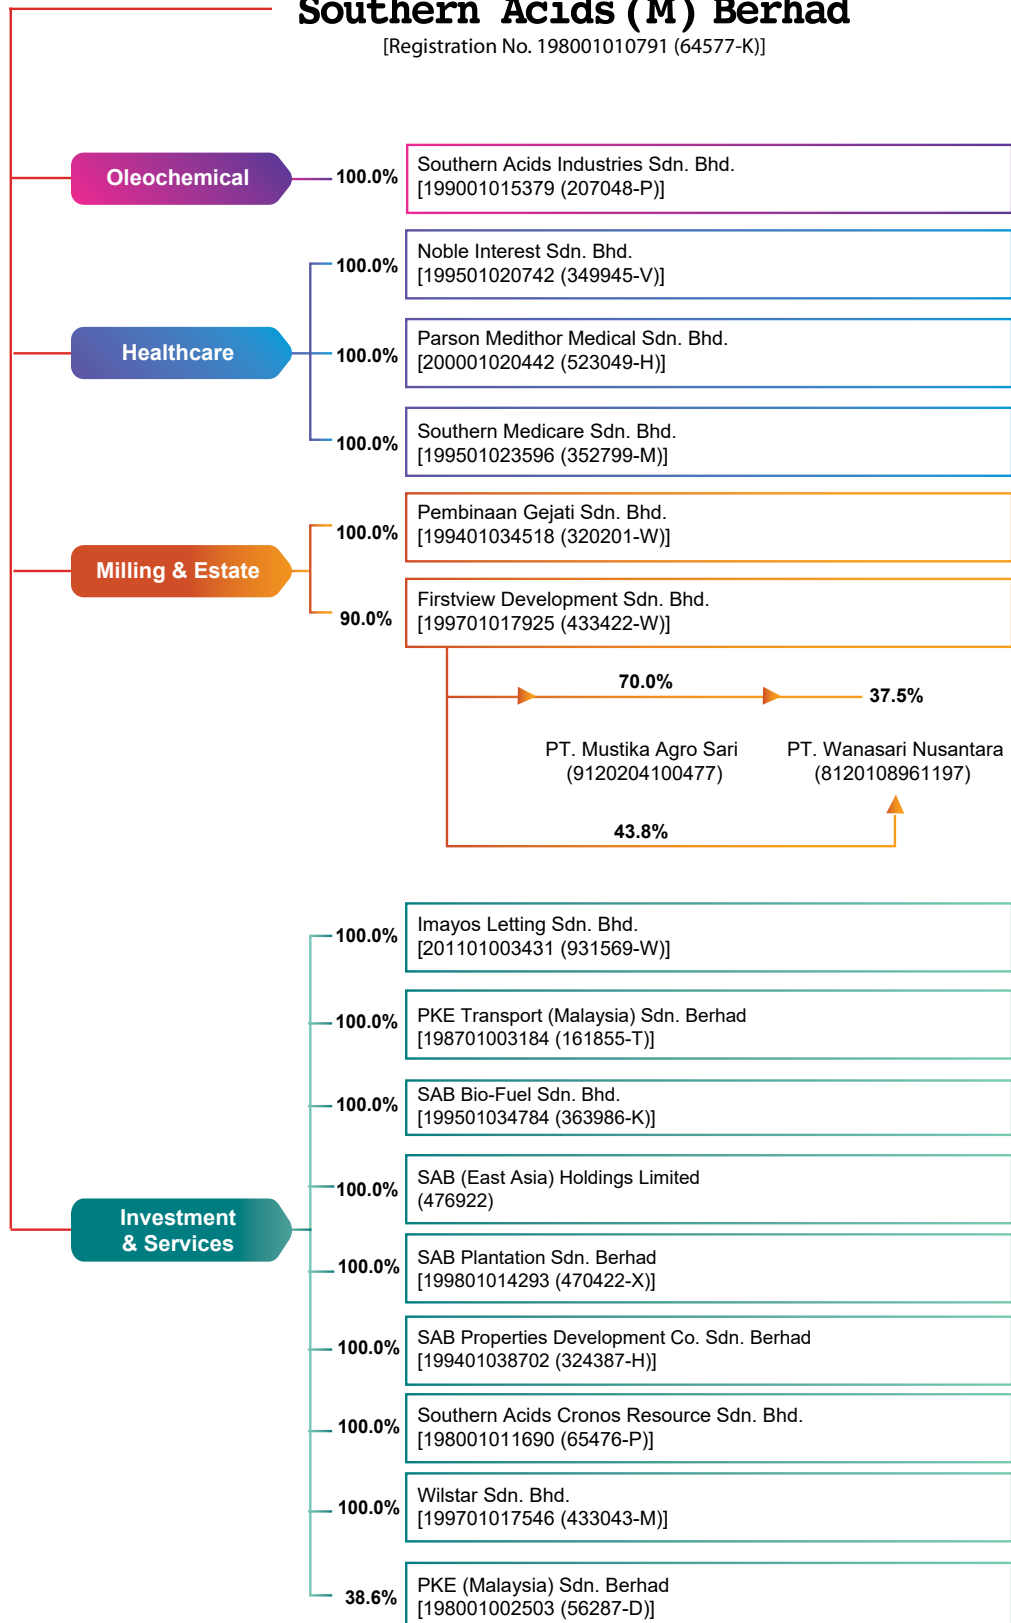 Southern Acids (M) Berhad
[Registration No. 198001010791 (64577-K)]
Oleochemical
100.0%
Southern Acids Industries Sdn. Bhd.
[199001015379 (207048-P)]
Healthcare
100.0%
Noble Interest Sdn. Bhd.
[199501020742 (349945-V)]
100.0%
Parson Medithor Medical Sdn. Bhd.
[200001020442 (523049-H)]
100.0%
Southern Medicare Sdn. Bhd.
[199501023596 (352799-M)]
Milling & Estate
100.0%
Pembinaan Gejati Sdn. Bhd.
[199401034518 (320201-W)]
90.0%
Firstview Development Sdn. Bhd.
[199701017925 (433422-W)]
70.0%
37.5%
PT. Mustika Agro Sari
(9120204100477)
PT. Wanasari Nusantara
(8120108961197)
43.8%
Investment
& Services
100.0%
Imayos Letting Sdn. Bhd.
[201101003431 (931569-W)]
100.0%
PKE Transport (Malaysia) Sdn. Berhad
[198701003184 (161855-T)]
100.0%
SAB Bio-Fuel Sdn. Bhd.
[199501034784 (363986-K)]
100.0%
SAB (East Asia) Holdings Limited
(476922)
100.0%
SAB Plantation Sdn. Berhad
[199801014293 (470422-X)]
100.0%
SAB Properties Development Co. Sdn. Berhad
[199401038702 (324387-H)]
100.0%
Southern Acids Cronos Resource Sdn. Bhd.
[198001011690 (65476-P)]
100.0%
Wilstar Sdn. Bhd.
[199701017546 (433043-M)]
38.6%
PKE (Malaysia) Sdn. Berhad
[198001002503 (56287-D)]